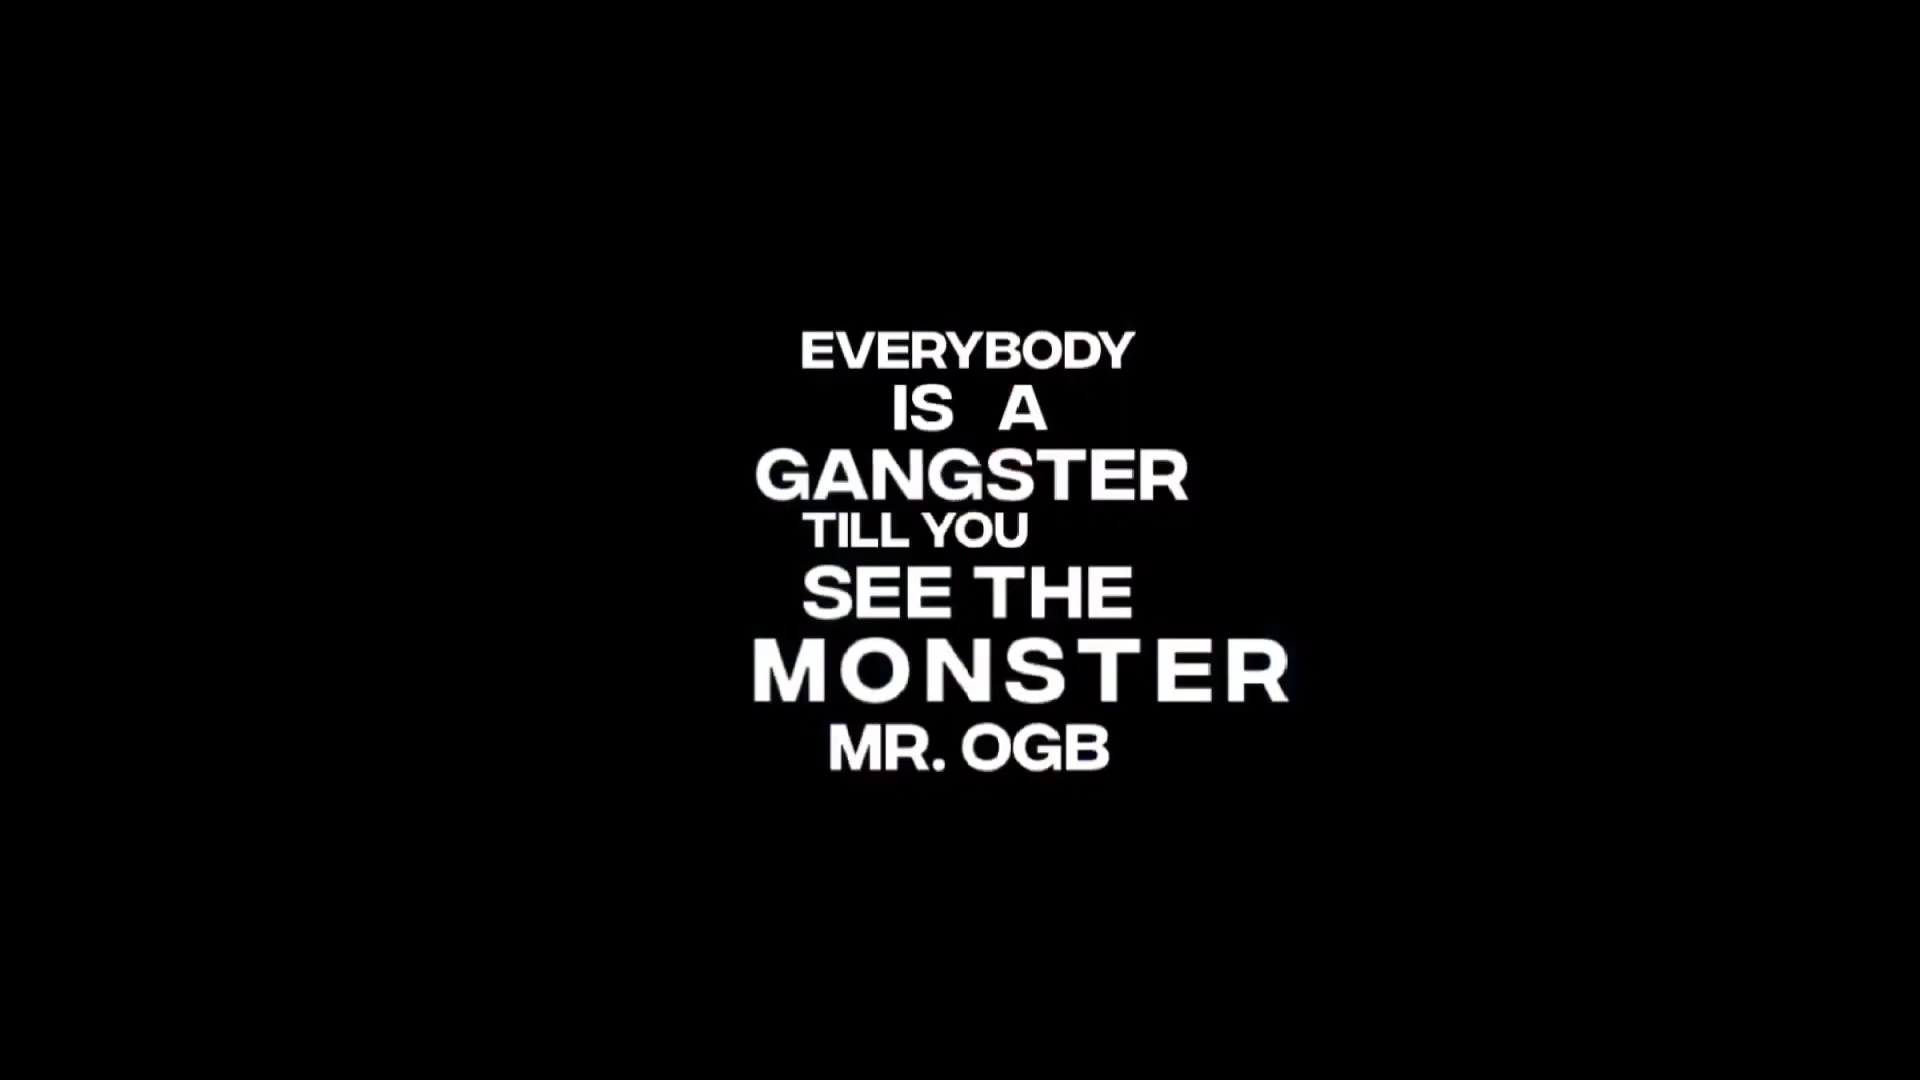 EVERYBODY
IS A
GANGSTER
TILL YOU
SEE THE
MONSTER
MR. OGB